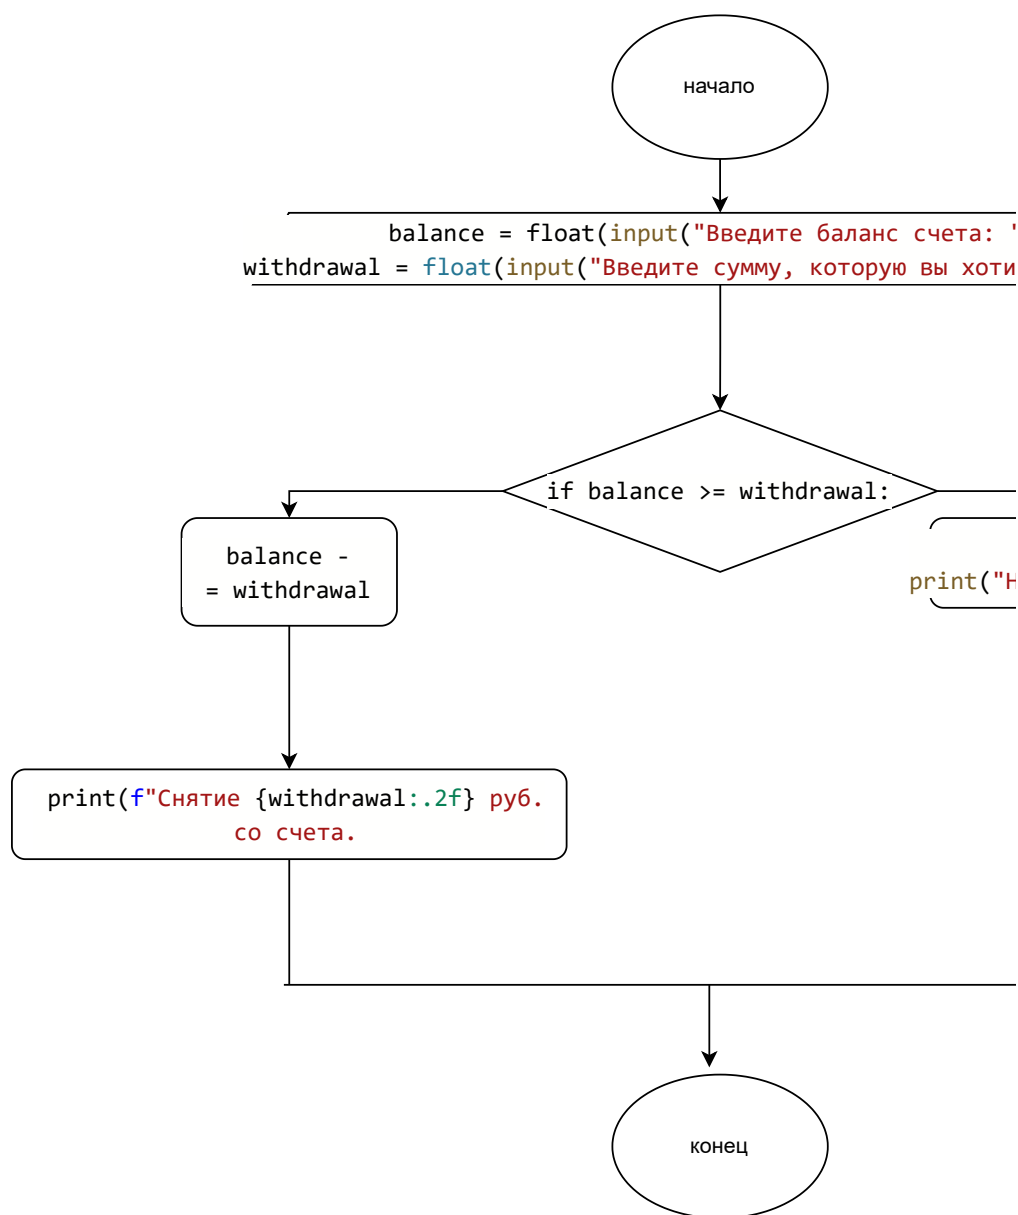 начало
balance = float(input("Введите баланс счета: "
withdrawal = float(input("Введите сумму, которую вы хоти
if balance >= withdrawal:
balance -
= withdrawal
print("Н
print(f"Снятие {withdrawal:.2f} руб.
со счета.
конец